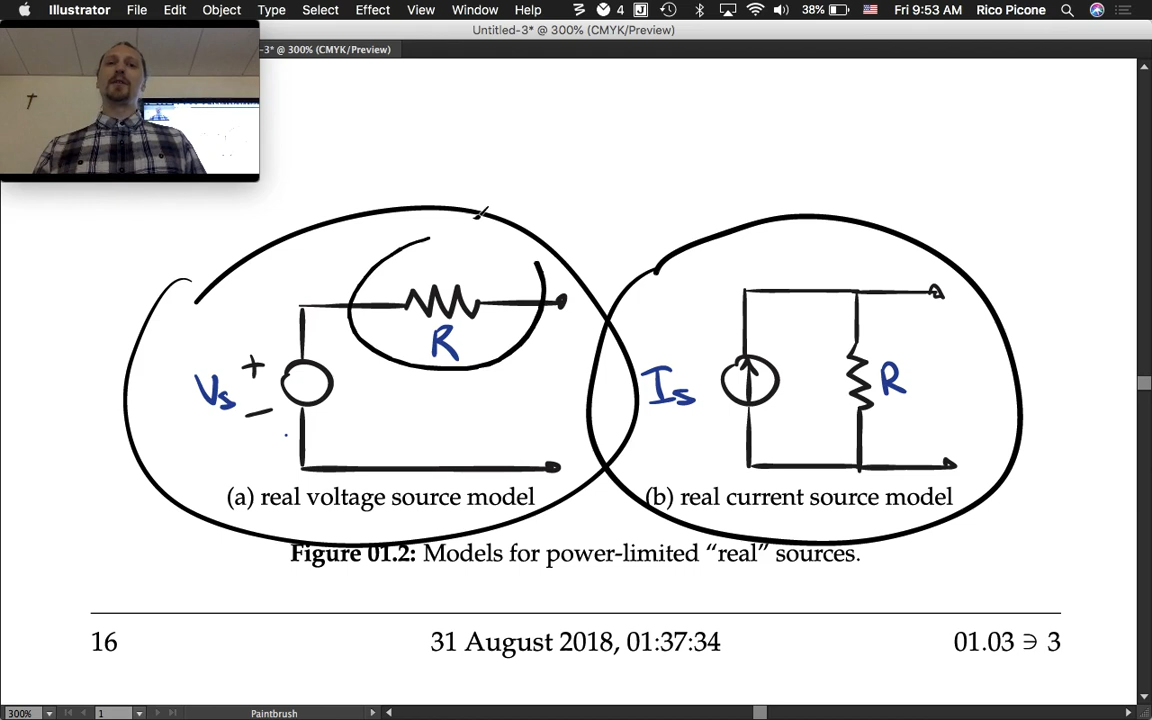 Illustrator File Edit Object Type Select Effect View Window Help 4 38% Fri 9:53 AM Rico Picone
Untitled-3* @ 300% (CMYK/Preview)
-3* @ 300% (CMYK/Preview)
R
Vs + −
Is
R
(a) real voltage source model
(b) real current source model
Figure 01.2: Models for power-limited “real” sources.
16 31 August 2018, 01:37:34 01.03 ∋ 3
300% 1 Paintbrush